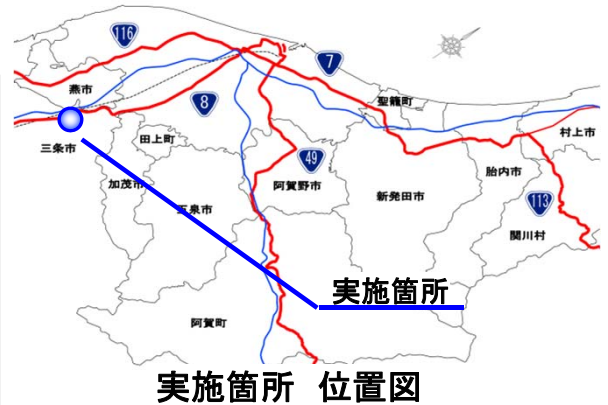 116
7
燕市
8
聖籠町
村上市
三条市
田上町
49
胎内市
加茂市
阿賀野市
新発田市
113
五泉市
関川村
実施箇所
阿賀町
実施箇所 位置図